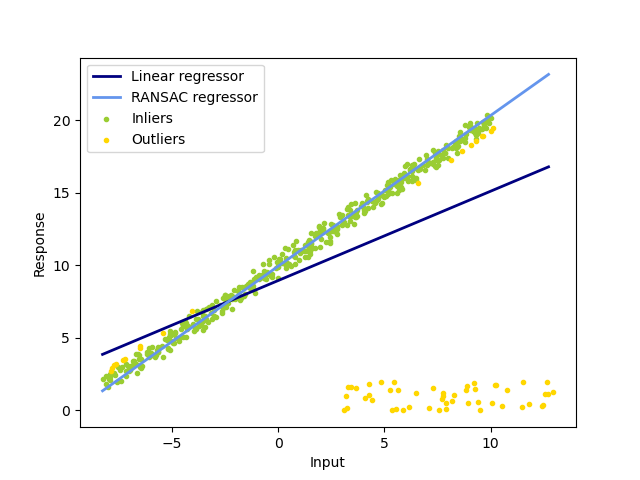 Linear regressor
RANSAC regressor
Inliers
Outliers
Response
20
15
10
5
0
−5
0
5
10
Input